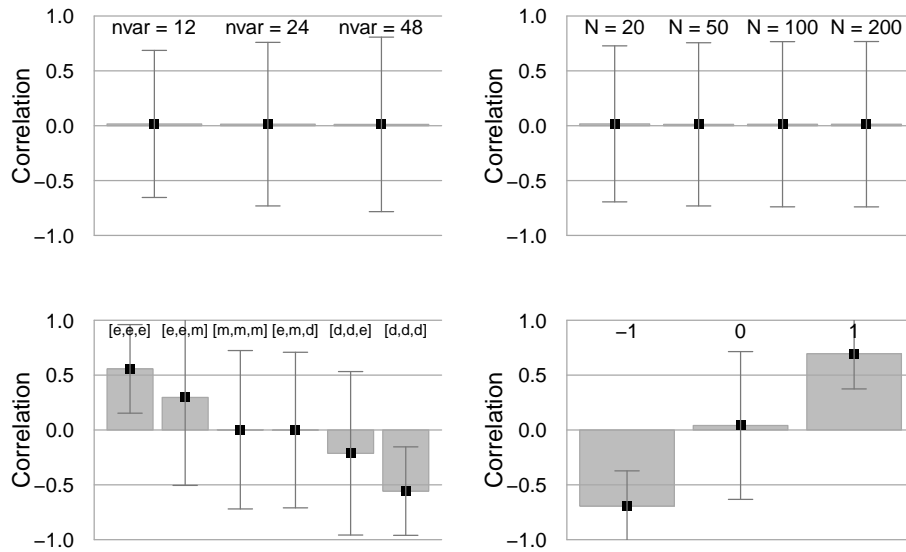 Correlation
1.0
0.5
0.0
−0.5
−1.0
nvar = 12 nvar = 24 nvar = 48
Correlation
1.0
0.5
0.0
−0.5
−1.0
N = 20 N = 50 N = 100 N = 200
Correlation
1.0
0.5
0.0
−0.5
−1.0
[e,e,e] [e,e,m] [m,m,m] [e,m,d] [d,d,e] [d,d,d]
Correlation
1.0
0.5
0.0
−0.5
−1.0
−1 0 1